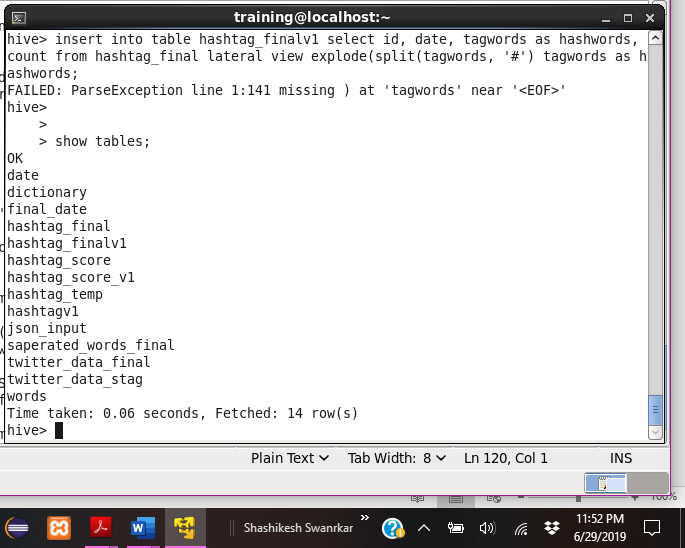 training@localhost:~
hive> insert into table hashtag_finalv1 select id, date, tagwords as hashwords,
count from hashtag_final lateral view explode(split(tagwords, '#') tagwords as h
ashwords;
FAILED: ParseException line 1:141 missing ) at 'tagwords' near '<EOF>'
hive>
>
> show tables;
OK
date
dictionary
final_date
hashtag_final
hashtag_finalv1
hashtag_score
hashtag_score_v1
hashtag_temp
hashtagv1
json_input
saperated_words_final
twitter_data_final
twitter_data_stag
words
Time taken: 0.06 seconds, Fetched: 14 row(s)
hive>
Plain Text Tab Width: 8 Ln 120, Col 1 INS
100%
Shashikesh Swanrkar
11:52 PM
6/29/2019